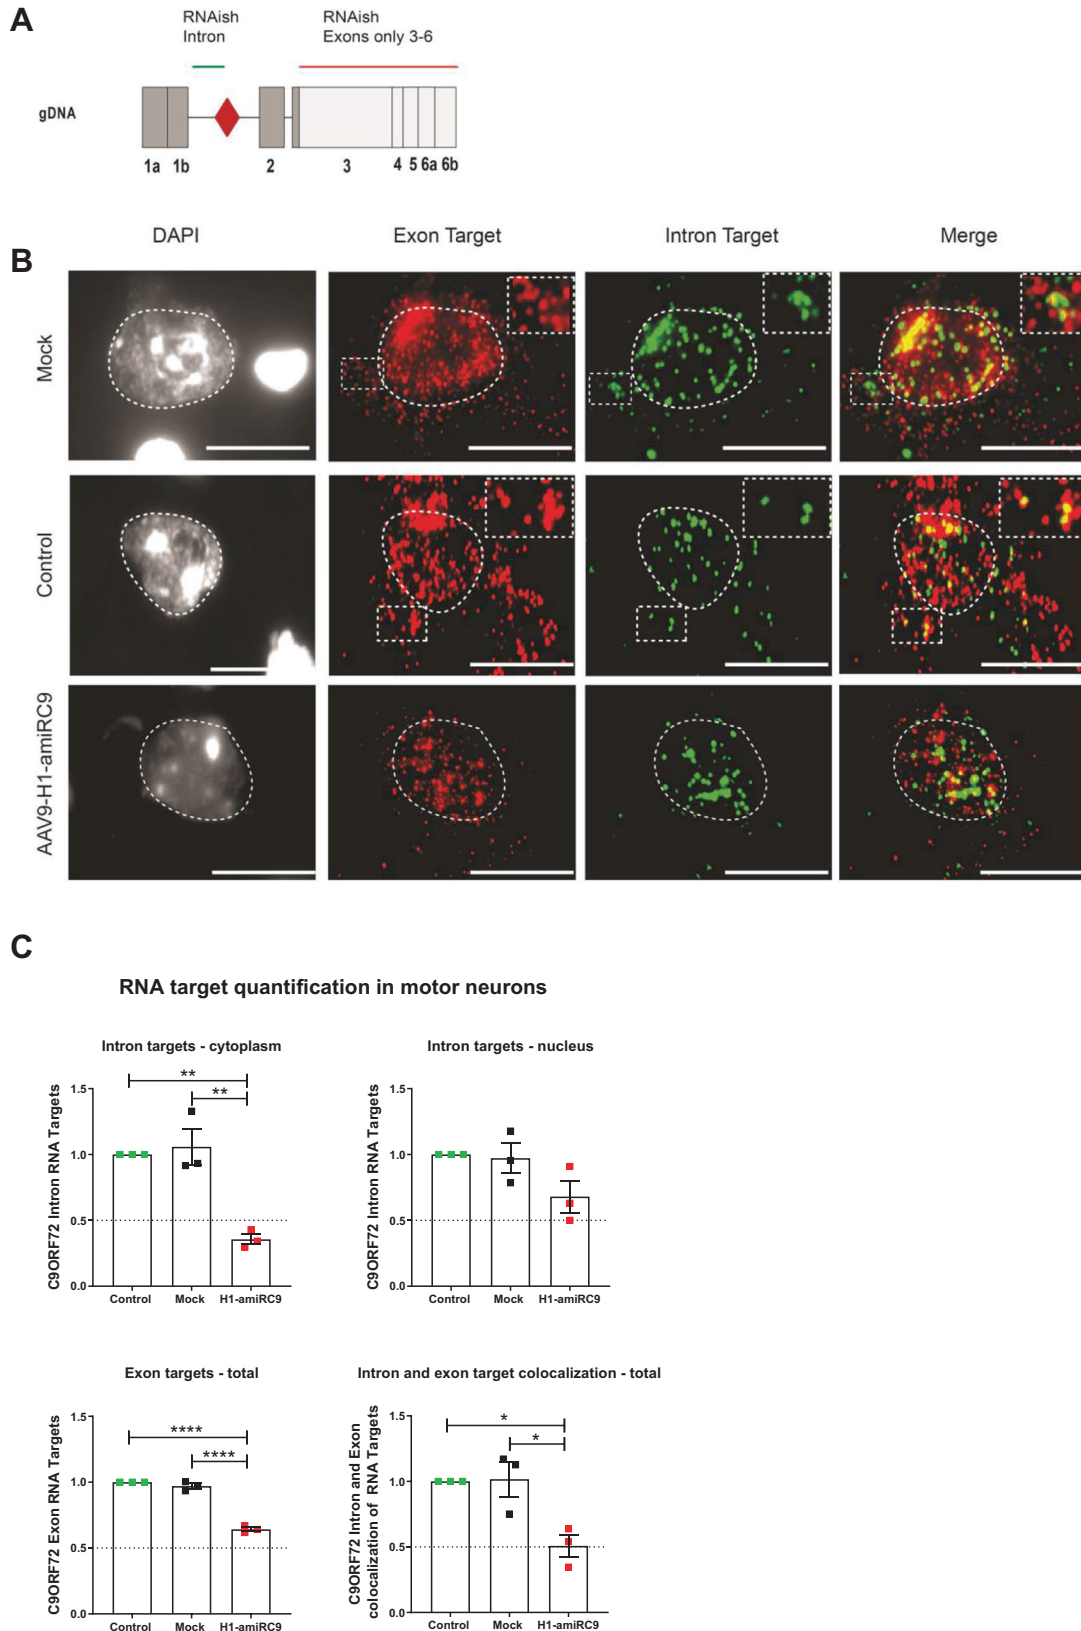 A
RNAish
Intron
RNAish
Exons only 3-6
gDNA
1a 1b 2 3 4 5 6a 6b
B
DAPI Exon Target Intron Target Merge
Mock
Control
AAV9-H1-amiRC9
C
RNA target quantification in motor neurons
Intron targets - cytoplasm
C9ORF72 Intron RNA Targets
1.5
1.0
0.5
0.0
**
**
Control Mock H1-amiRC9
Intron targets - nucleus
C9ORF72 Intron RNA Targets
1.5
1.0
0.5
0.0
Control Mock H1-amiRC9
Exon targets - total
C9ORF72 Exon RNA Targets
1.5
1.0
0.5
0.0
****
****
Control Mock H1-amiRC9
Intron and exon target colocalization - total
C9ORF72 Intron and Exon
colocalization of RNA Targets
1.5
1.0
0.5
0.0
*
*
Control Mock H1-amiRC9